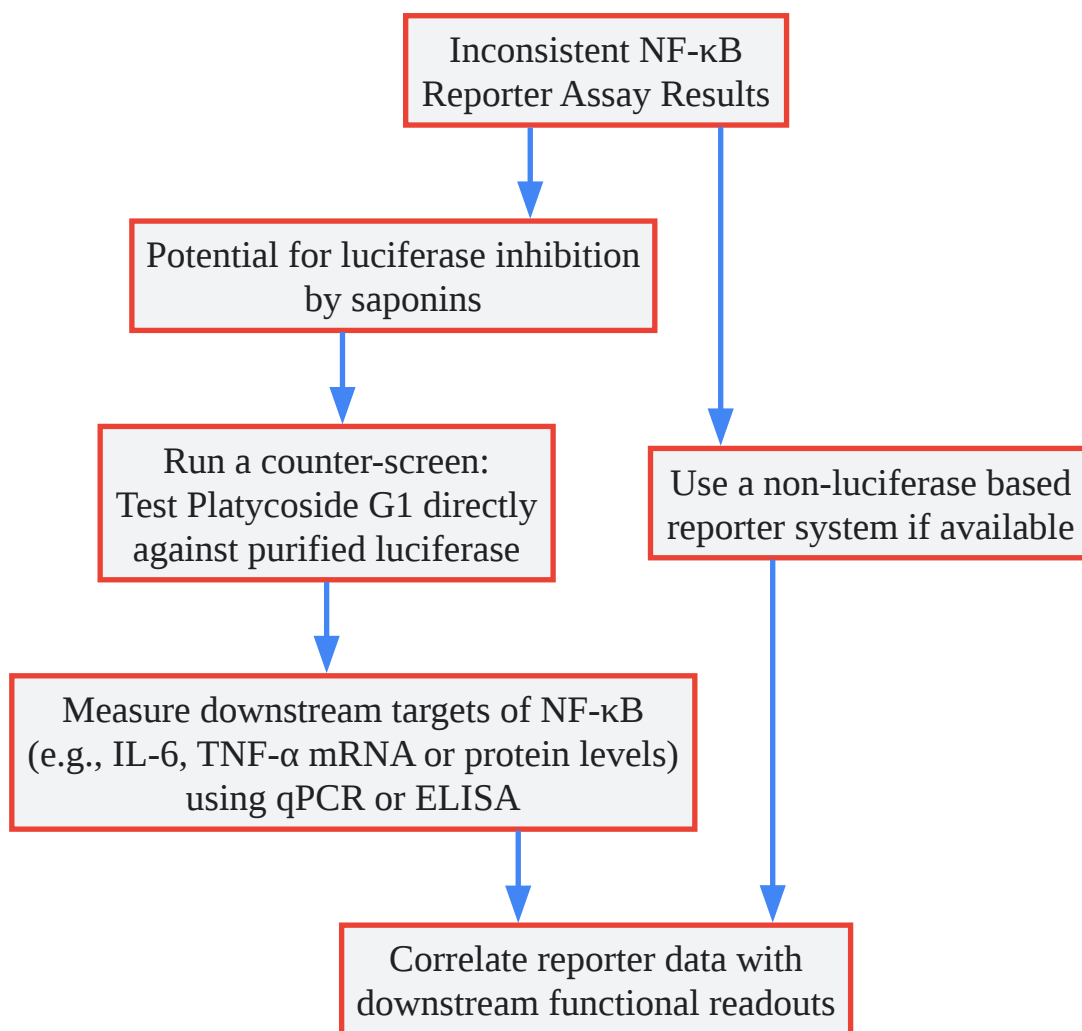 Inconsistent NF-κB
Reporter Assay Results
Potential for luciferase inhibition
by saponins
Run a counter-screen:
Test Platycoside G1 directly
against purified luciferase
Use a non-luciferase based
reporter system if available
Measure downstream targets of NF-κB
(e.g., IL-6, TNF-α mRNA or protein levels)
using qPCR or ELISA
Correlate reporter data with
downstream functional readouts